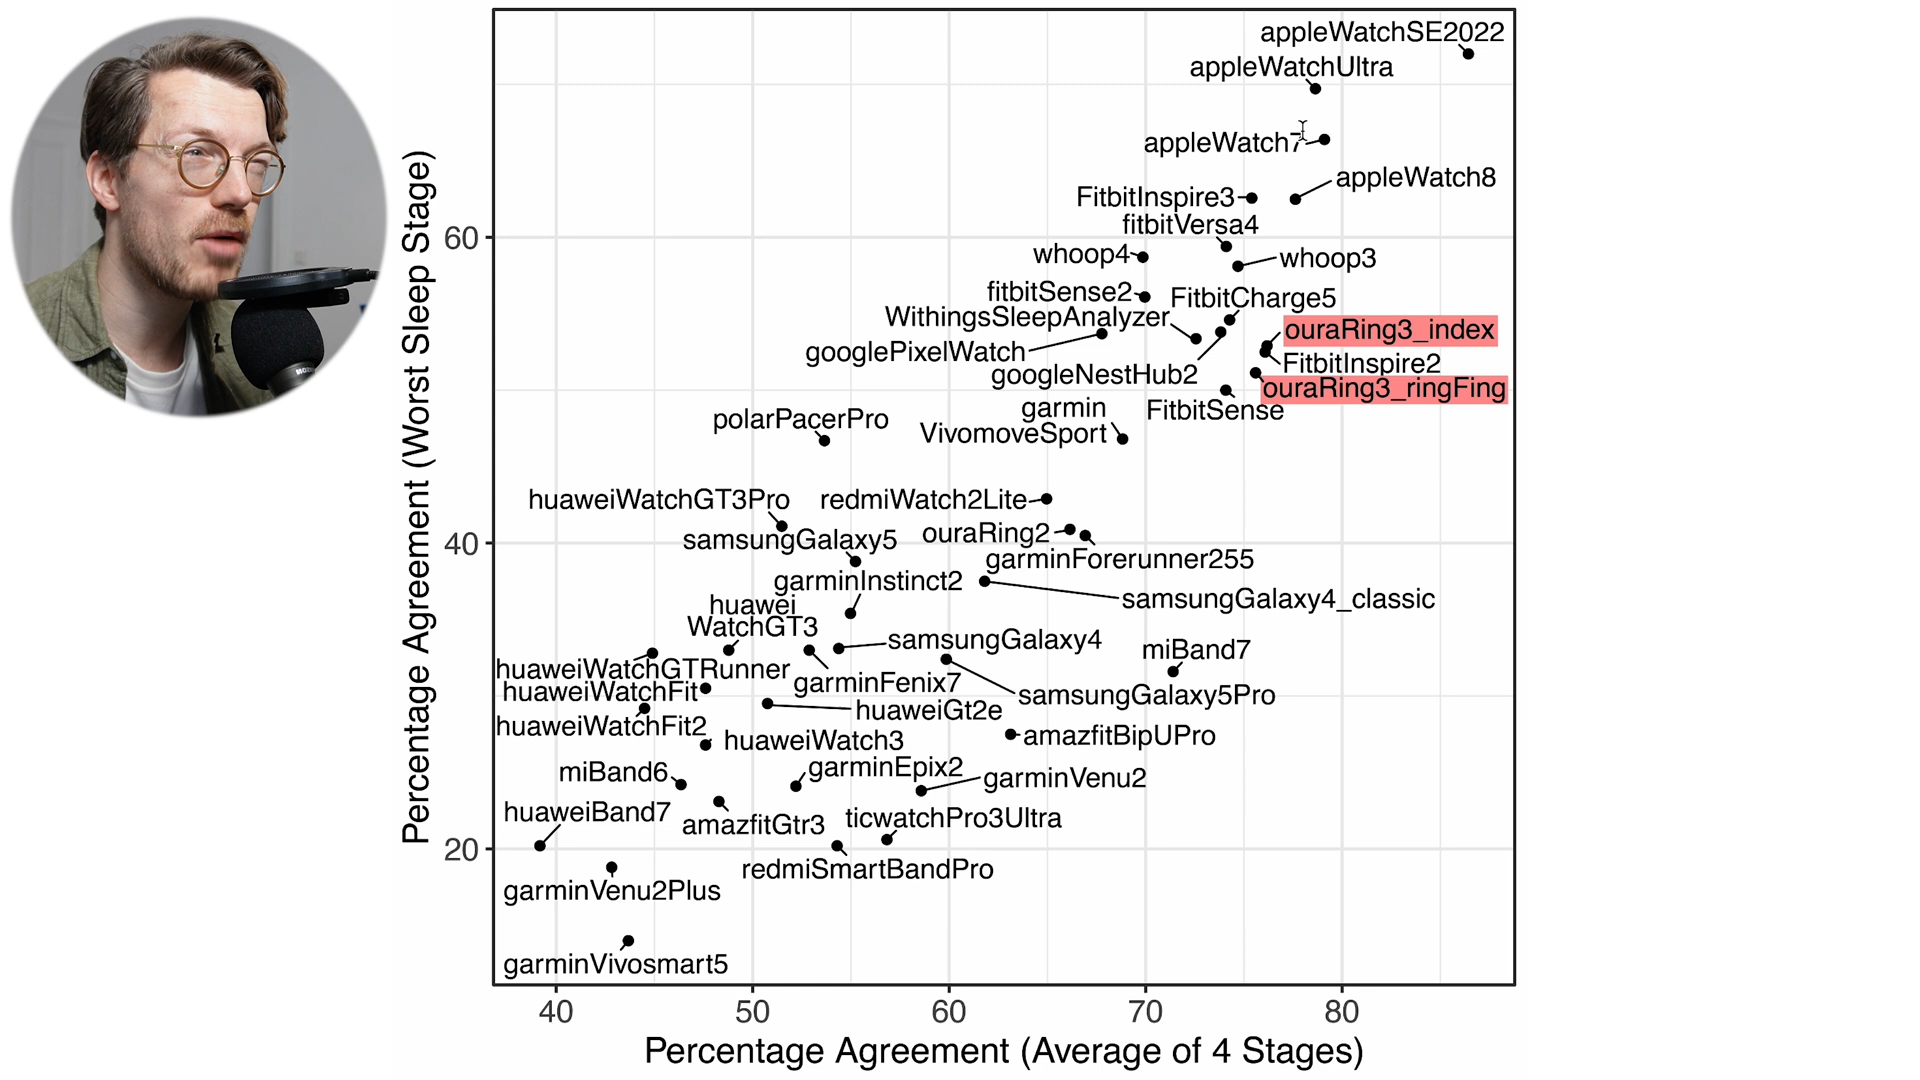 appleWatchSE2022
appleWatchUltra
appleWatch7
appleWatch8
FitbitInspire3
fitbitVersa4
60
whoop4
whoop3
fitbitSense2
FitbitCharge5
WithingsSleepAnalyzer
ouraRing3_index
googlePixelWatch
FitbitInspire2
googleNestHub2
ouraRing3_ringFing
garmin
VivomoveSport
FitbitSense
polarPacerPro
huaweiWatchGT3Pro
redmiWatch2Lite
ouraRing2
samsungGalaxy5
40
garminForerunner255
garminInstinct2
samsungGalaxy4_classic
huawei
WatchGT3
samsungGalaxy4
miBand7
huaweiWatchGTRunner
garminFenix7
huaweiWatchFit
samsungGalaxy5Pro
huaweiGt2e
huaweiWatchFit2
huaweiWatch3
amazfitBipUPro
miBand6
garminEpix2
garminVenu2
huaweiBand7
amazfitGtr3
ticwatchPro3Ultra
20
redmiSmartBandPro
garminVenu2Plus
garminVivosmart5
Percentage Agreement (Worst Sleep Stage)
40 50 60 70 80
Percentage Agreement (Average of 4 Stages)